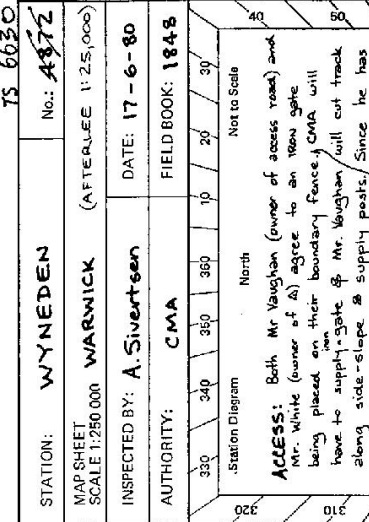 TS 6630
STATION: WYNEDEN No.: 4872
MAP SHEET
SCALE 1:250 000 WARWICK (AFTERLEE 1:25,000)
INSPECTED BY: A. Sivertsen DATE: 17-6-80
AUTHORITY: CMA FIELD BOOK: 1848
330 340 350 360 10 20 30
320 40
Station Diagram North Not to Scale
310 50
ACCESS: Both Mr Vaughan (owner of access road) and
Mr. White (owner of Δ) agree to an iron gate
being placed on their boundary fence. CMA will
have to supply iron gate & Mr. Vaughan will cut track
along side-slope & supply posts. Since he has